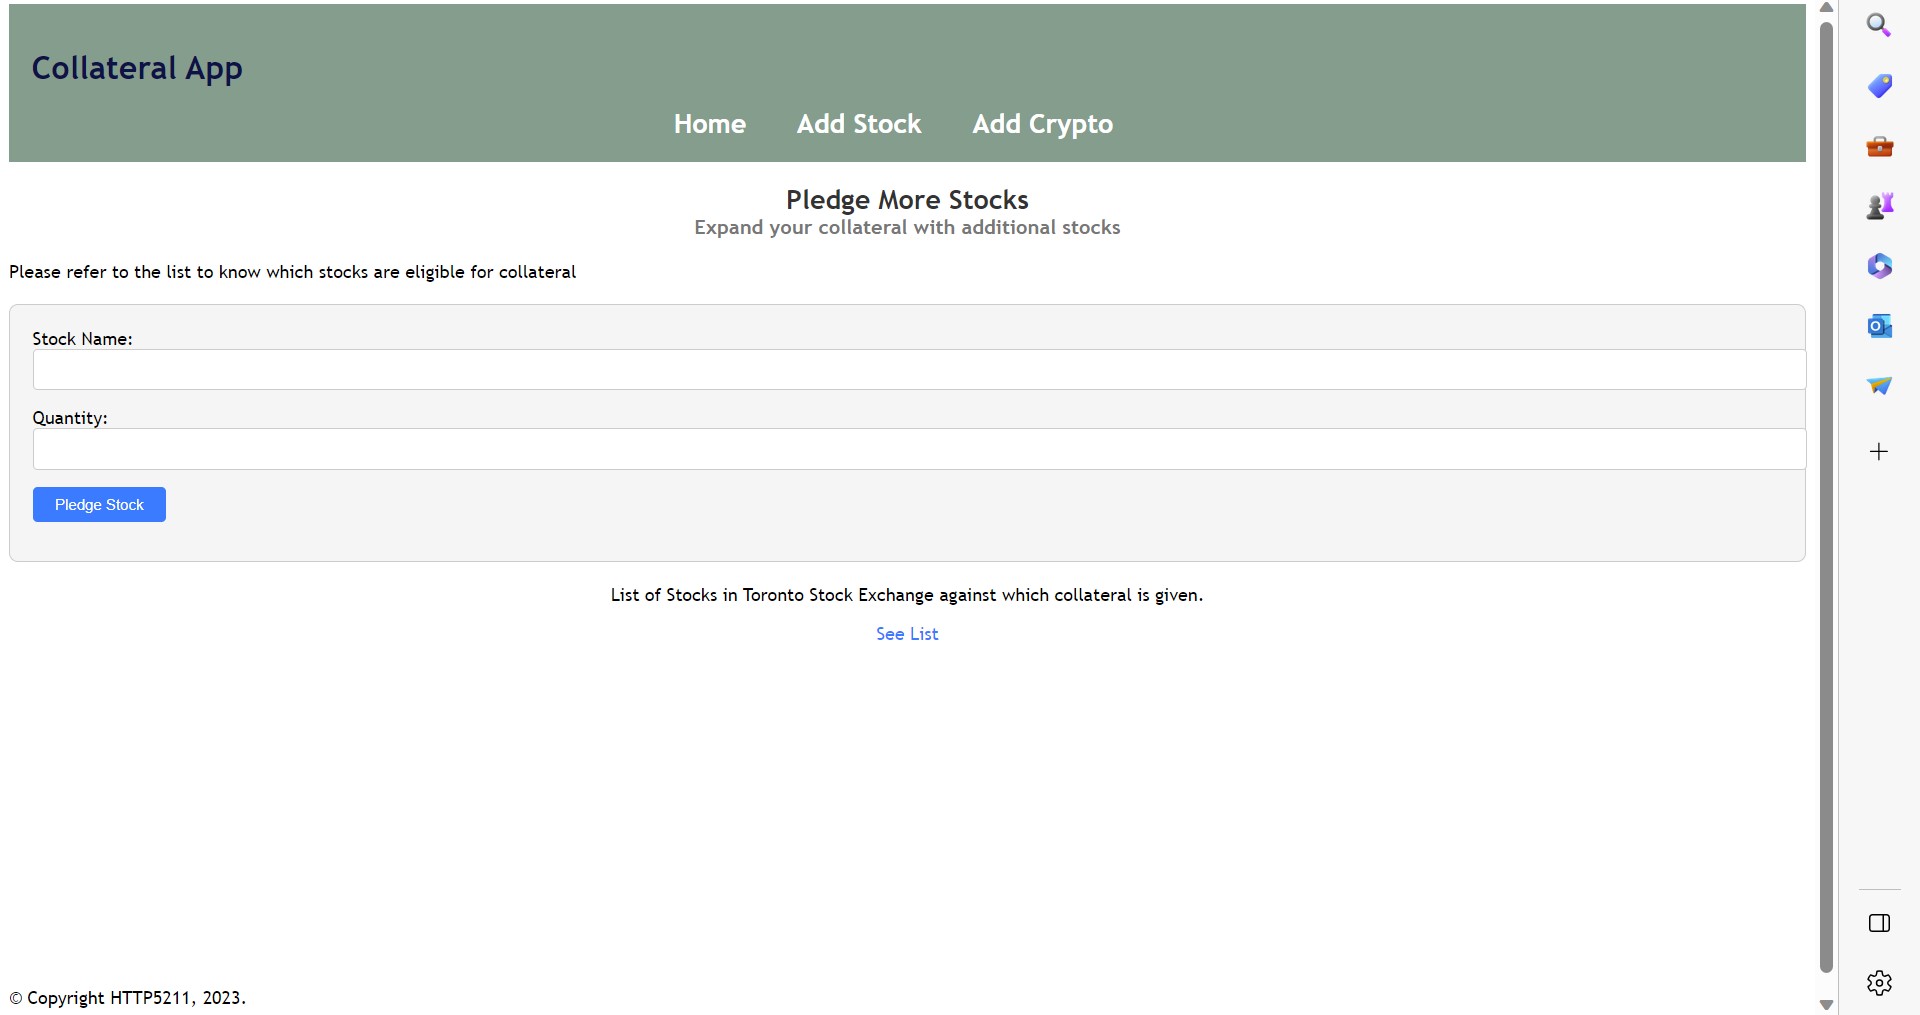 Collateral App
Home Add Stock Add Crypto
Pledge More Stocks
Expand your collateral with additional stocks
Please refer to the list to know which stocks are eligible for collateral
Stock Name:
Quantity:
Pledge Stock
List of Stocks in Toronto Stock Exchange against which collateral is given.
See List
© Copyright HTTP5211, 2023.